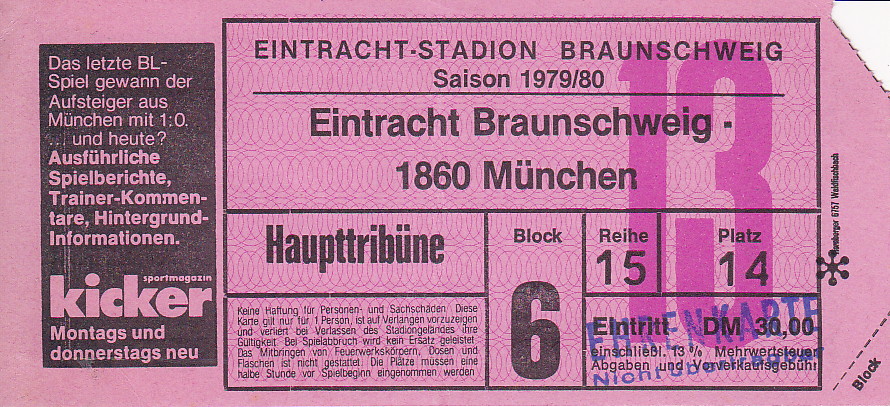 Das letzte BL-
Spiel gewann der
Aufsteiger aus
München mit 1:0.
... und heute?
Ausführliche
Spielberichte,
Trainer-Kommen-
tare, Hintergrund-
Informationen.
sportmagazin
kicker
Montags und
donnerstags neu
EINTRACHT-STADION BRAUNSCHWEIG
Saison 1979/80
13
Eintracht Braunschweig -
1860 München
Haupttribüne
Block
6
Reihe
15
Platz
14
Keine Haftung für Personen- und Sachschäden. Diese
Karte gilt nur für 1 Person, ist auf Verlangen vorzuzeigen
und verliert bei Verlassen des Stadiongeländes ihre
Gültigkeit. Bei Spielabbruch wird kein Ersatz geleistet.
Das Mitbringen von Feuerwerkskörpern, Dosen und
Flaschen ist nicht gestattet. Die Plätze müssen eine
halbe Stunde vor Spielbeginn eingenommen werden
Eintritt DM 30.00
einschließl. 13 % Mehrwertsteuer
Abgaben und Vorverkaufsgebühr
EHRENKARTE
Nicht übertragbar
6757 Waldfischbach
Block